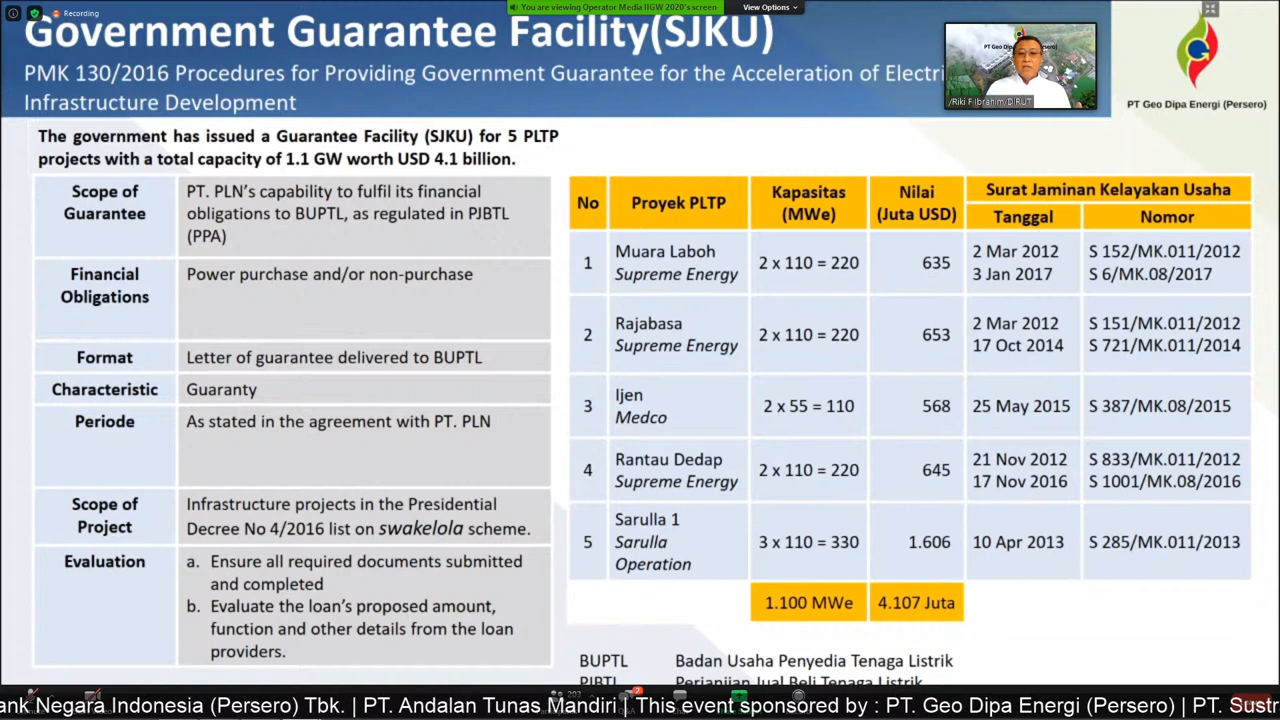 Recording
You are viewing Operator Media IIGW 2020's screen
View Options
Government Guarantee Facility(SJKU)
PMK 130/2016 Procedures for Providing Government Guarantee for the Acceleration of Electri
Infrastructure Development
/Riki F Ibrahim/DIRUT
PT Geo Dipa Energi (Persero)
The government has issued a Guarantee Facility (SJKU) for 5 PLTP
projects with a total capacity of 1.1 GW worth USD 4.1 billion.
Scope of
Guarantee
PT. PLN's capability to fulfil its financial
obligations to BUPTL, as regulated in PJBTL
(PPA)
Financial
Obligations
Power purchase and/or non-purchase
Format
Letter of guarantee delivered to BUPTL
Characteristic
Guaranty
Periode
As stated in the agreement with PT. PLN
Scope of
Project
Infrastructure projects in the Presidential
Decree No 4/2016 list on swakelola scheme.
Evaluation
a. Ensure all required documents submitted
and completed
b. Evaluate the loan's proposed amount,
function and other details from the loan
providers.
No
Proyek PLTP
Kapasitas
(MWe)
Nilai
(Juta USD)
Surat Jaminan Kelayakan Usaha
Tanggal
Nomor
1
Muara Laboh
Supreme Energy
2 x 110 = 220
635
2 Mar 2012
3 Jan 2017
S 152/MK.011/2012
S 6/MK.08/2017
2
Rajabasa
Supreme Energy
2 x 110 = 220
653
2 Mar 2012
17 Oct 2014
S 151/MK.011/2012
S 721/MK.011/2014
3
Ijen
Medco
2 x 55 = 110
568
25 May 2015
S 387/MK.08/2015
4
Rantau Dedap
Supreme Energy
2 x 110 = 220
645
21 Nov 2012
17 Nov 2016
S 833/MK.011/2012
S 1001/MK.08/2016
5
Sarulla 1
Sarulla
Operation
3 x 110 = 330
1.606
10 Apr 2013
S 285/MK.011/2013
1.100 MWe
4.107 Juta
BUPTL Badan Usaha Penyedia Tenaga Listrik
PJBTL Perjanjian Jual Beli Tenaga Listrik
203
2
ank Negara Indonesia (Persero) Tbk. | PT. Andalan Tunas Mandiri | This event sponsored by : PT. Geo Dipa Energi (Persero) | PT. Sustr